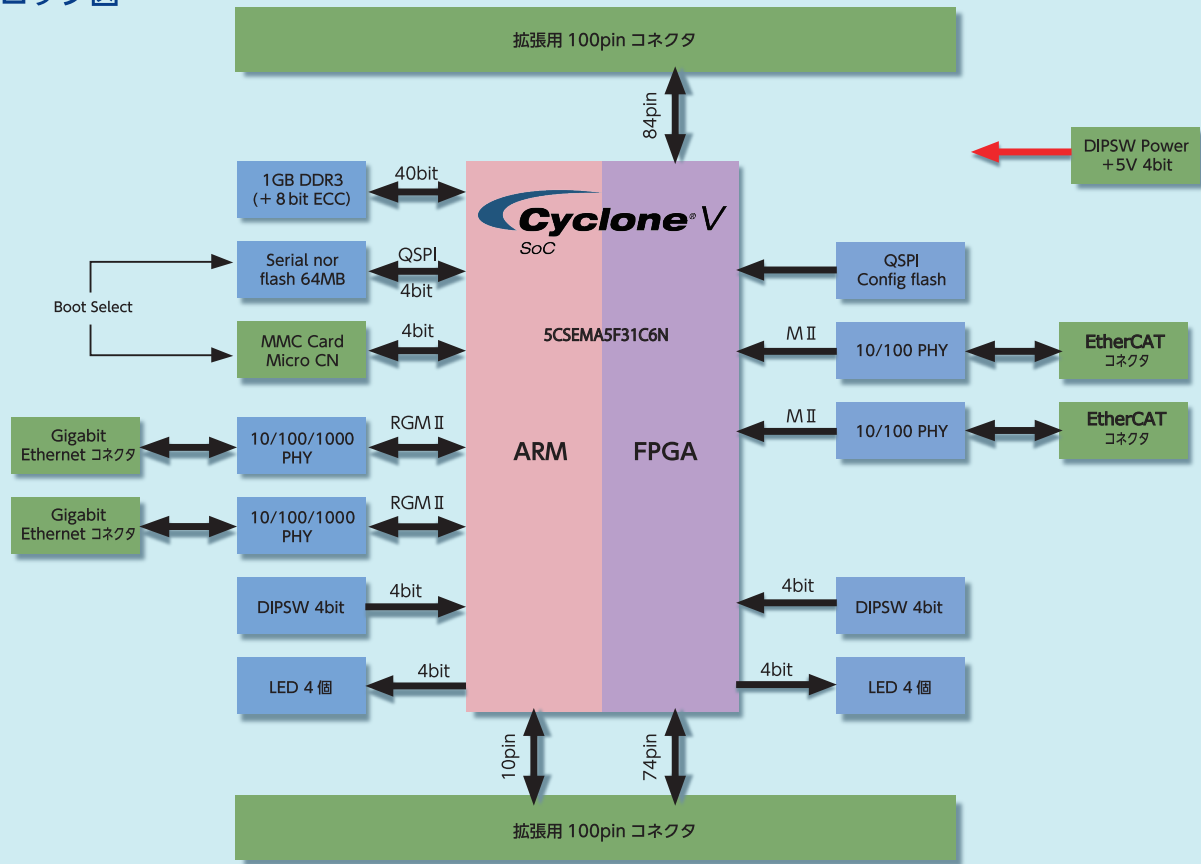 ロック図
拡張用 100pin コネクタ
84pin
DIPSW Power
+5V 4bit
1GB DDR3
(+ 8 bit ECC)
40bit
Cyclone® V
SoC
Serial nor
flash 64MB
QSPI
4bit
QSPI
Config flash
Boot Select
MMC Card
Micro CN
4bit
5CSEMA5F31C6N
MⅡ
10/100 PHY
EtherCAT
コネクタ
Gigabit
Ethernet コネクタ
10/100/1000
PHY
RGMⅡ
ARM
FPGA
MⅡ
10/100 PHY
EtherCAT
コネクタ
Gigabit
Ethernet コネクタ
10/100/1000
PHY
RGMⅡ
DIPSW 4bit
4bit
4bit
DIPSW 4bit
LED 4 個
4bit
4bit
LED 4 個
10pin
74pin
拡張用 100pin コネクタ